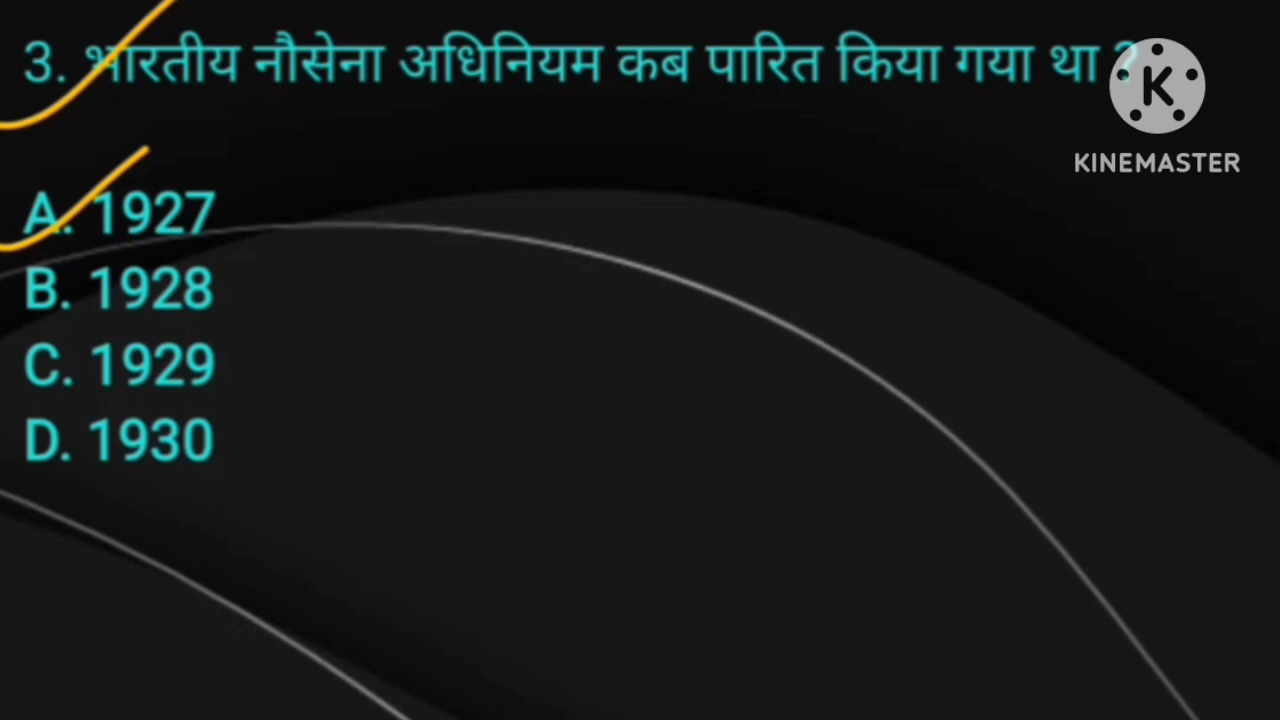 3. भारतीय नौसेना अधिनियम कब पारित किया गया था ?
KINEMASTER
A. 1927
B. 1928
C. 1929
D. 1930